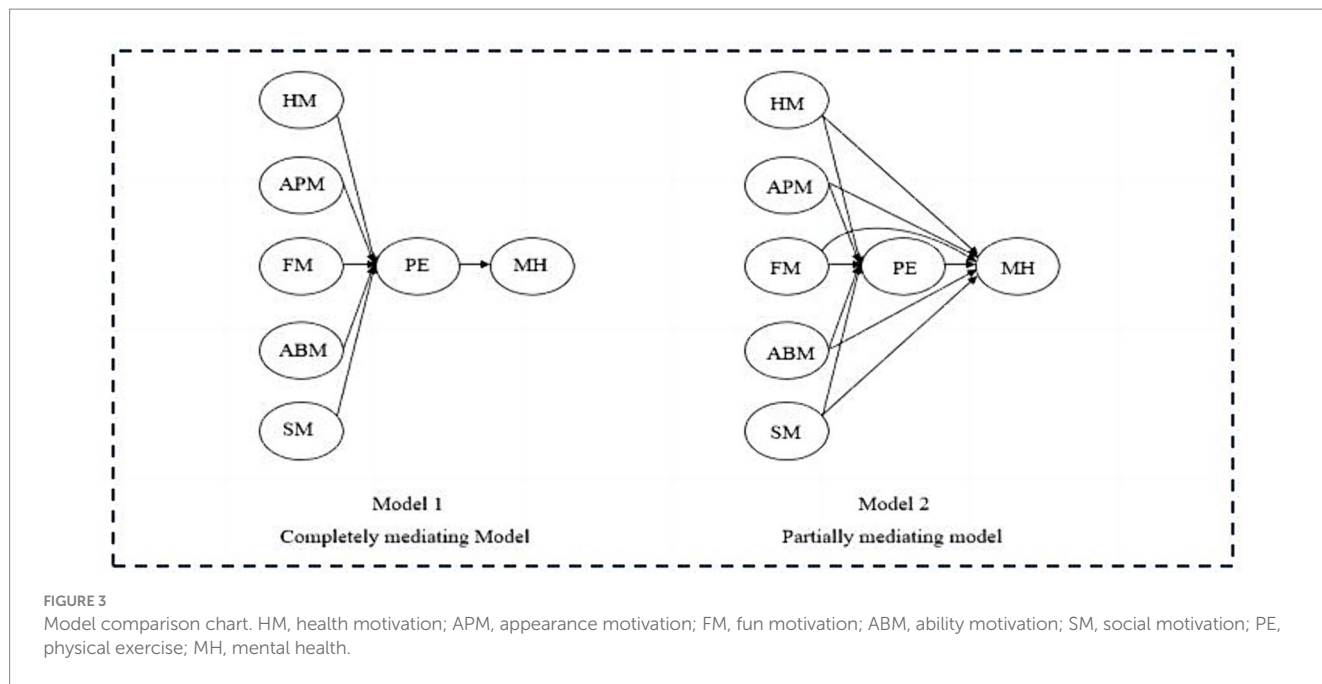 HM
APM
FM
ABM
SM
PE
MH
Model 1
Completely mediating Model
HM
APM
FM
ABM
SM
PE
MH
Model 2
Partially mediating model
FIGURE 3
Model comparison chart. HM, health motivation; APM, appearance motivation; FM, fun motivation; ABM, ability motivation; SM, social motivation; PE,
physical exercise; MH, mental health.